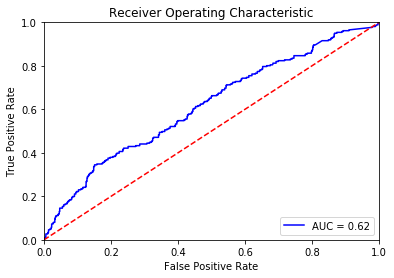 Receiver Operating Characteristic
1.0
0.8
0.6
0.4
0.2
0.0
True Positive Rate
AUC = 0.62
0.0 0.2 0.4 0.6 0.8 1.0
False Positive Rate